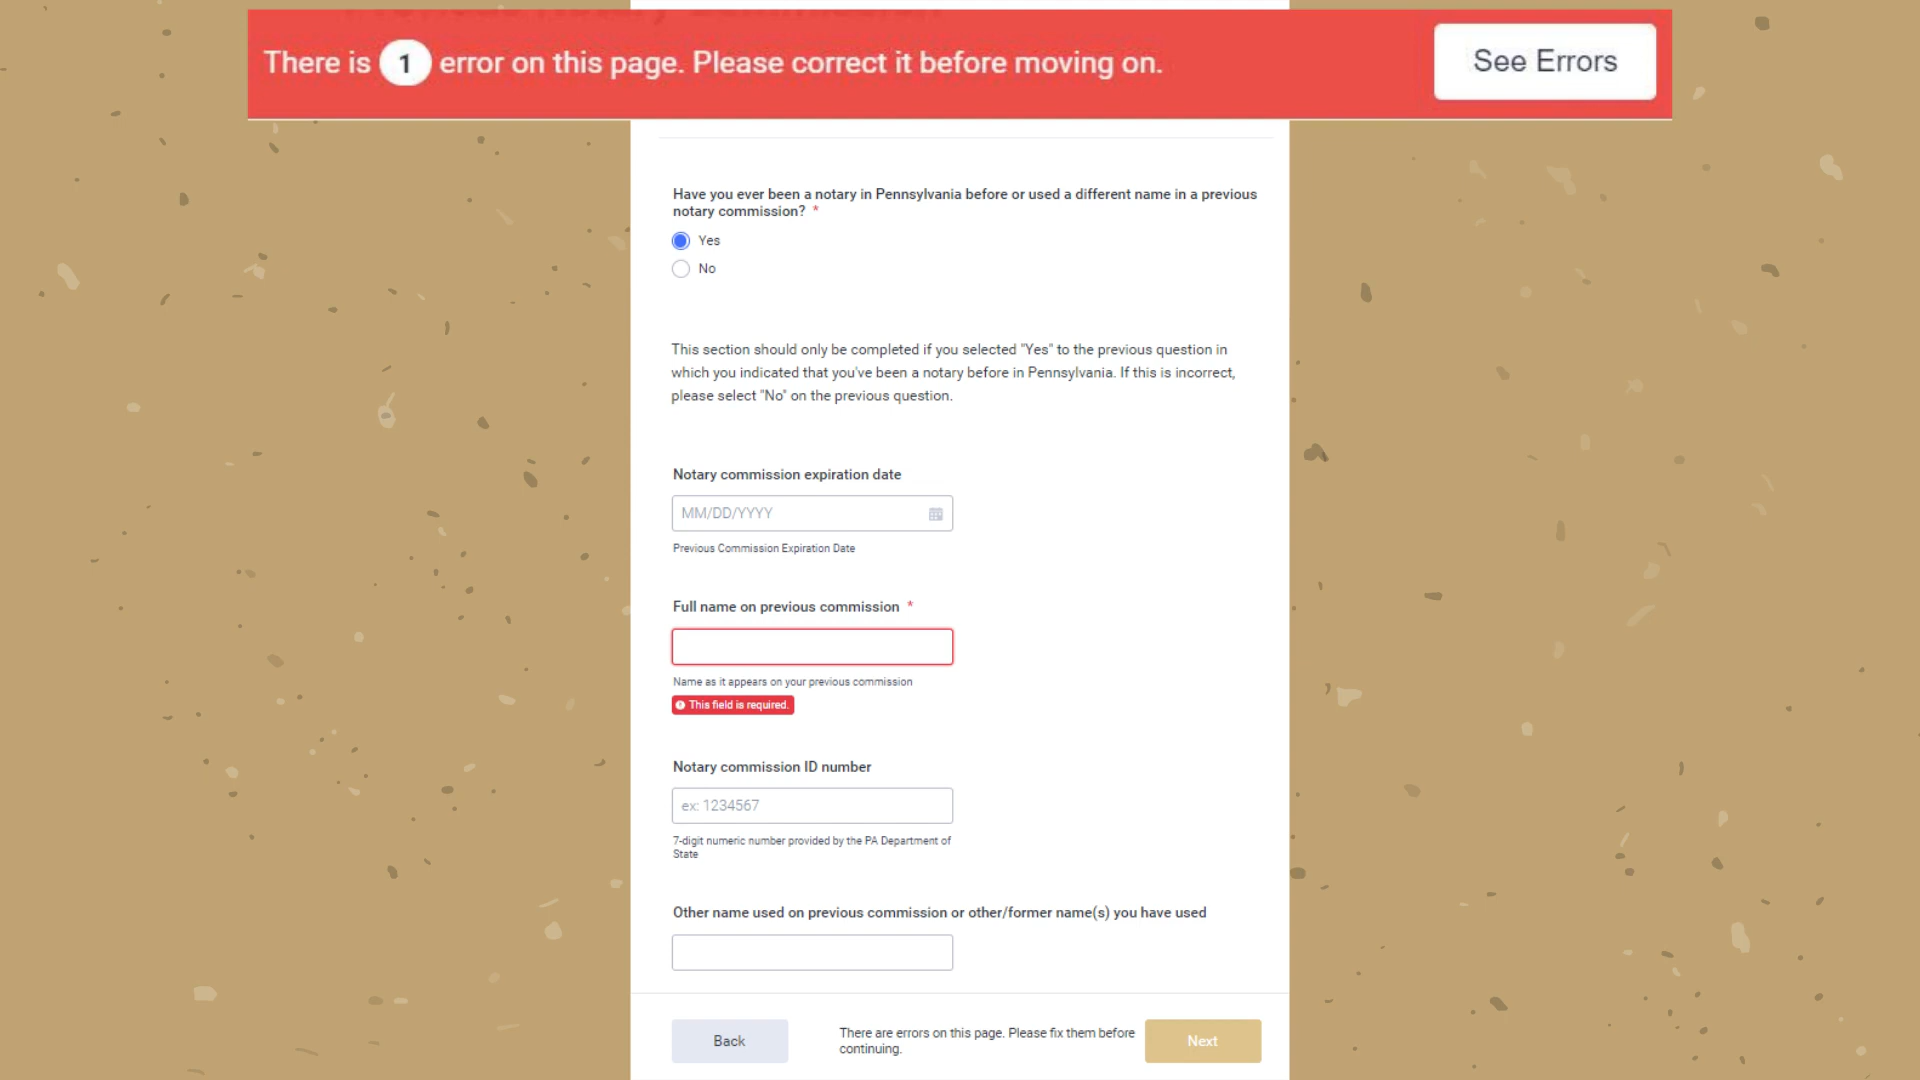 There is 1 error on this page. Please correct it before moving on.
See Errors
Have you ever been a notary in Pennsylvania before or used a different name in a previous
notary commission? *
Yes
No
This section should only be completed if you selected "Yes" to the previous question in
which you indicated that you've been a notary before in Pennsylvania. If this is incorrect,
please select "No" on the previous question.
Notary commission expiration date
MM/DD/YYYY
Previous Commission Expiration Date
Full name on previous commission *
Name as it appears on your previous commission
This field is required.
Notary commission ID number
ex: 1234567
7-digit numeric number provided by the PA Department of
State
Other name used on previous commission or other/former name(s) you have used
Back
There are errors on this page. Please fix them before
continuing.
Next